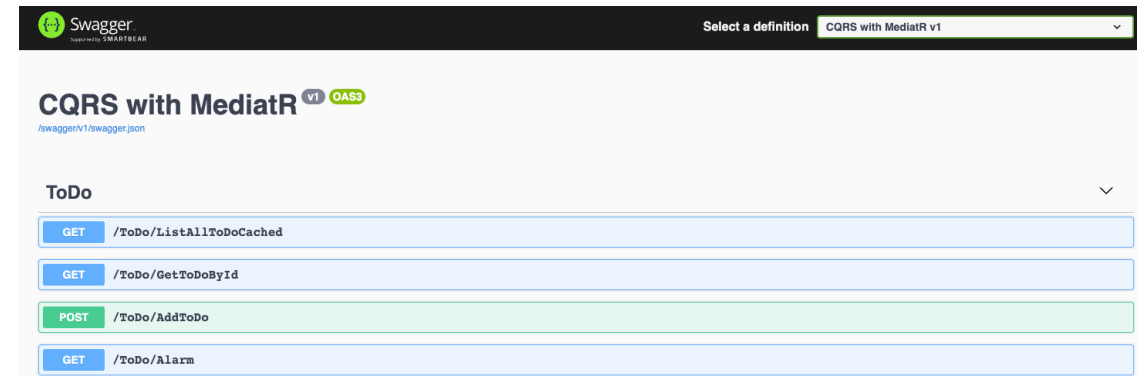 Swagger.
Supported by SMARTBEAR
Select a definition
CQRS with MediatR v1
CQRS with MediatR v1 OAS3
/swagger/v1/swagger.json
ToDo
GET /ToDo/ListAllToDoCached
GET /ToDo/GetToDoById
POST /ToDo/AddToDo
GET /ToDo/Alarm